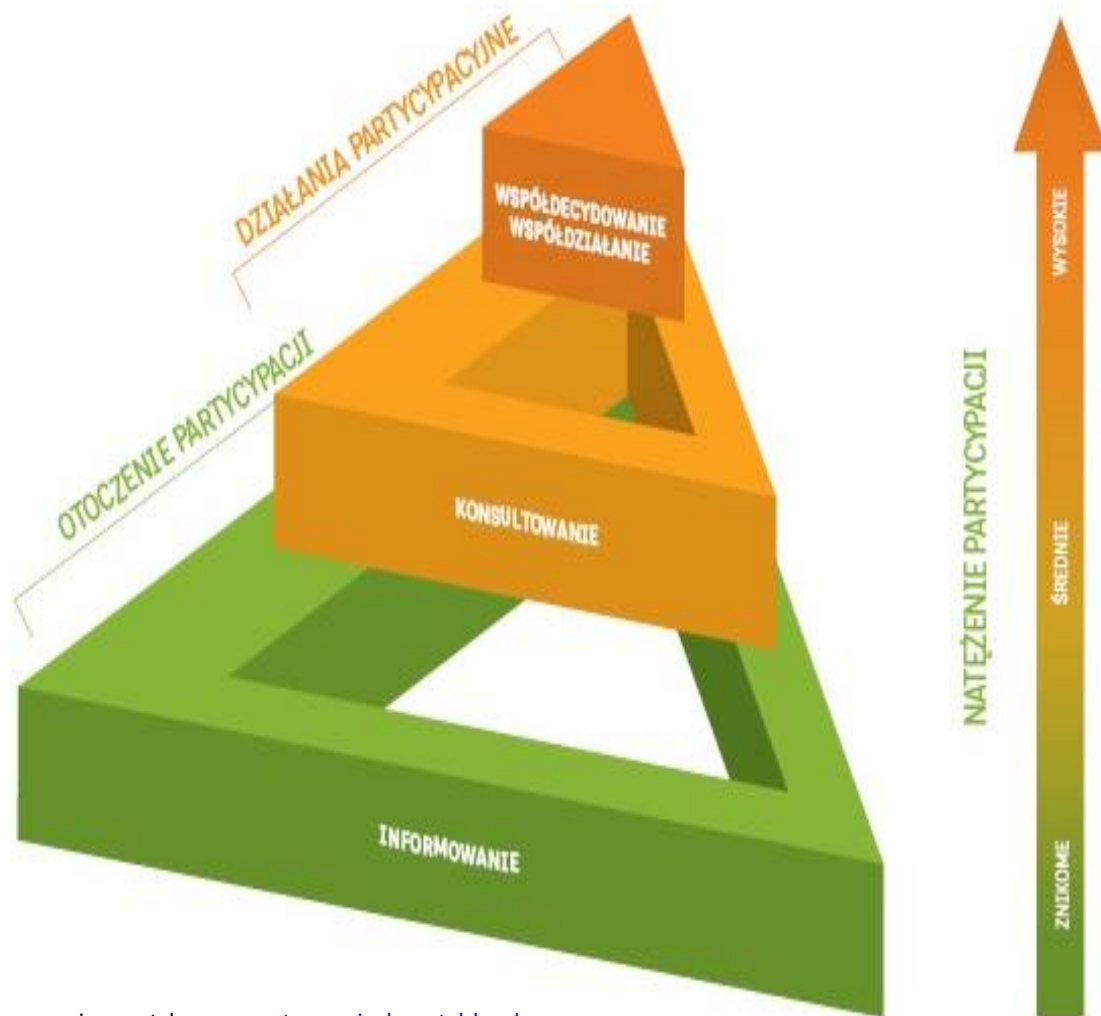 DZIAŁANIA PARTYCYPACYJNE
OTOCZENIE PARTYCYPACJI
WSPÓŁDECYDOWANIE
WSPÓŁDZIAŁANIE
KONSULTOWANIE
INFORMOWANIE
NATĘŻENIE PARTYCYPACJI
WYSOKIE
ŚREDNIE
ZNIKOME